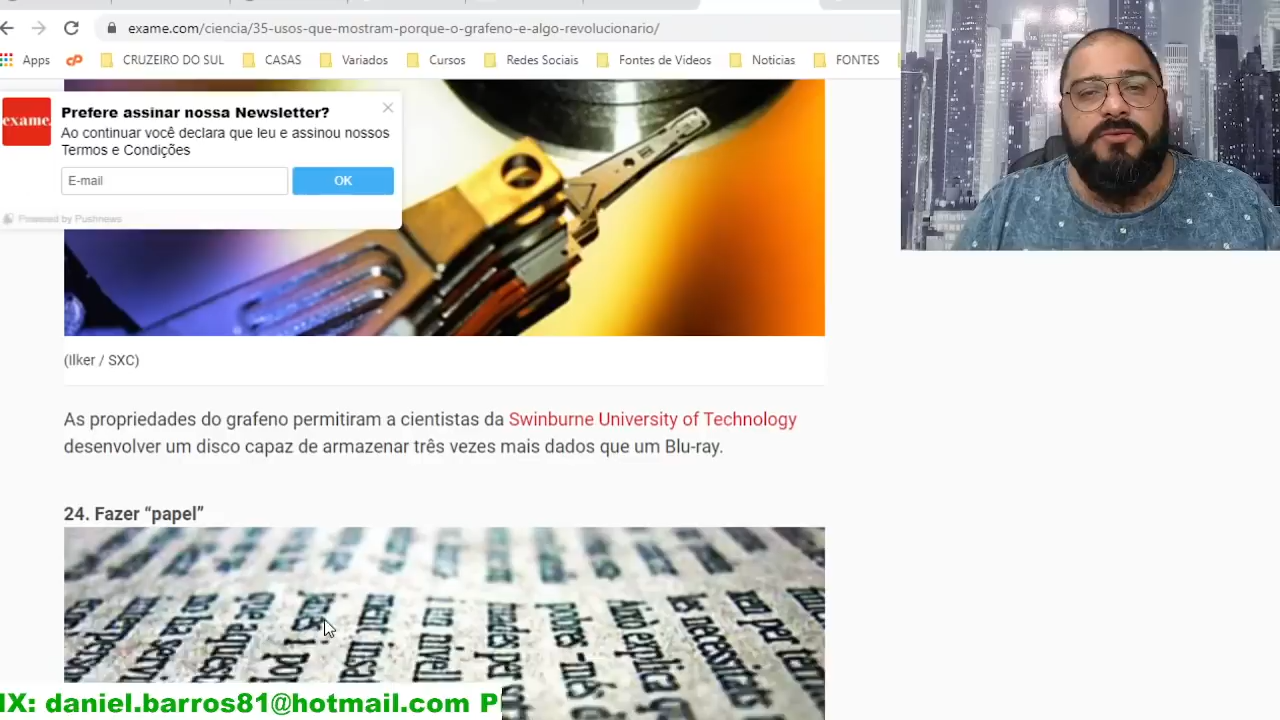 exame.com/ciencia/35-usos-que-mostram-porque-o-grafeno-e-algo-revolucionario/
Apps
CRUZEIRO DO SUL
CASAS
Variados
Cursos
Redes Sociais
Fontes de Videos
Noticias
FONTES
exame.
Prefere assinar nossa Newsletter?
Ao continuar você declara que leu e assinou nossos
Termos e Condições
E-mail
OK
Powered by Pushnews
(Ilker / SXC)
As propriedades do grafeno permitiram a cientistas da Swinburne University of Technology
desenvolver um disco capaz de armazenar três vezes mais dados que um Blu-ray.
24. Fazer “papel”
IX: daniel.barros81@hotmail.com P